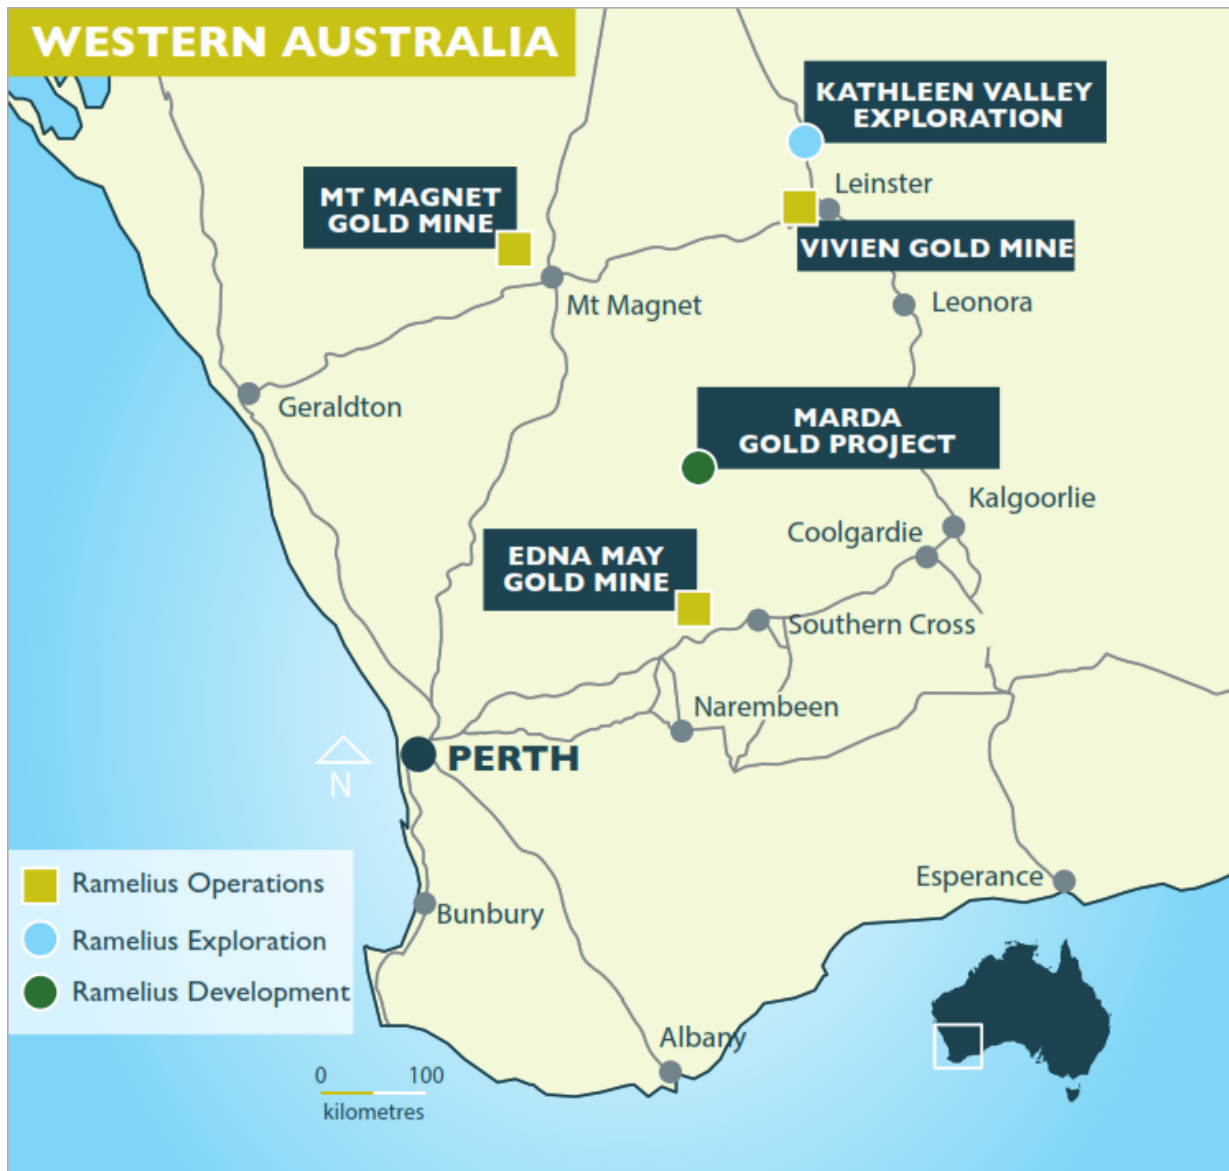 WESTERN AUSTRALIA
KATHLEEN VALLEY
EXPLORATION
MT MAGNET
GOLD MINE
Leinster
VIVIEN GOLD MINE
Mt Magnet
Leonora
Geraldton
MARDA
GOLD PROJECT
Kalgoorlie
Coolgardie
EDNA MAY
GOLD MINE
Southern Cross
Narembeen
PERTH
N
Ramelius Operations
Ramelius Exploration
Ramelius Development
Bunbury
Esperance
Albany
0 100
kilometres